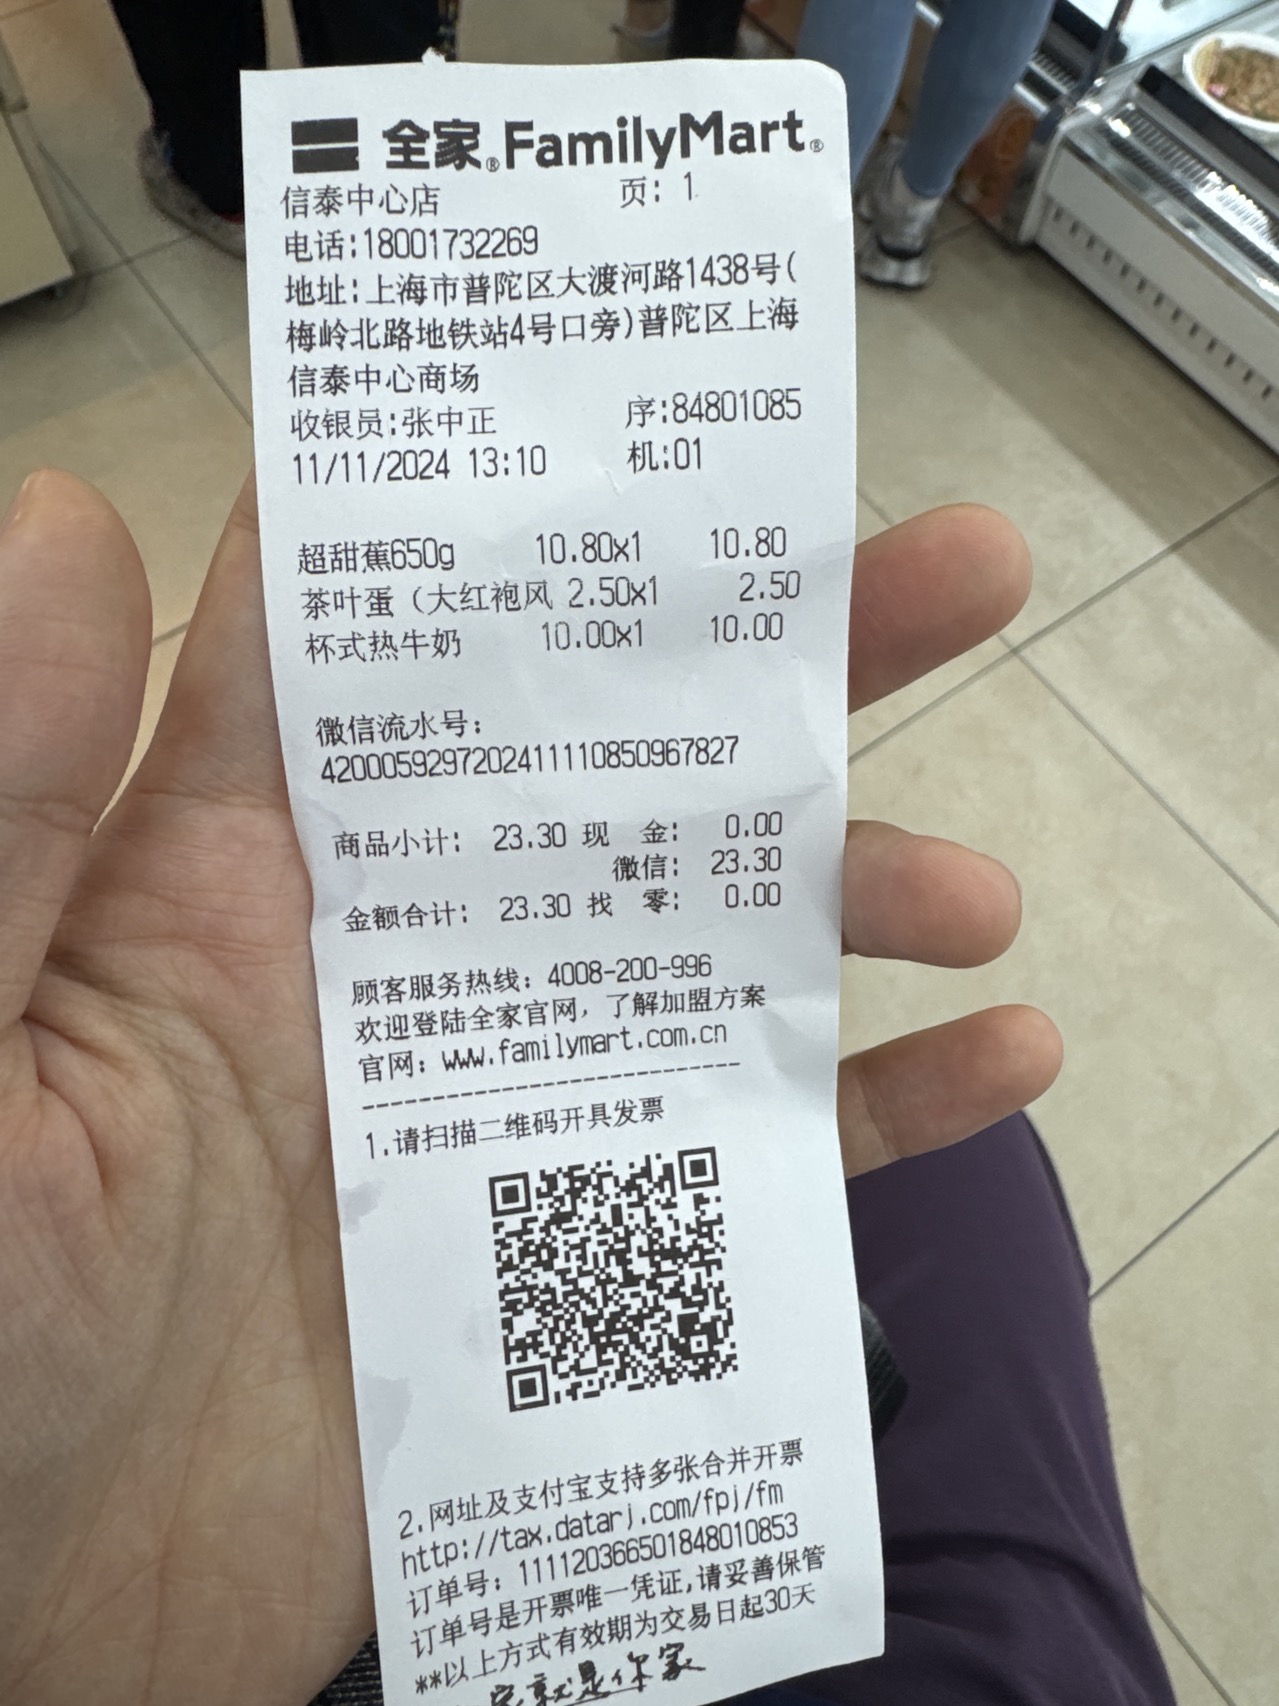 全家®FamilyMart®
信泰中心店 页: 1
电话:18001732269
地址:上海市普陀区大渡河路1438号(
梅岭北路地铁站4号口旁)普陀区上海
信泰中心商场
收银员:张中正 序:84801085
11/11/2024 13:10 机:01
超甜蕉650g 10.80x1 10.80
茶叶蛋（大红袍风 2.50x1 2.50
杯式热牛奶 10.00x1 10.00
微信流水号:
4200059297202411110850967827
商品小计: 23.30 现 金: 0.00
微信: 23.30
金额合计: 23.30 找 零: 0.00
顾客服务热线: 4008-200-996
欢迎登陆全家官网, 了解加盟方案
官网: www.familymart.com.cn
--------------------------
1.请扫描二维码开具发票
2.网址及支付宝支持多张合并开票
http://tax.datarj.com/fpj/fm
订单号: 111120366501848010853
订单号是开票唯一凭证,请妥善保管
**以上方式有效期为交易日起30天
家就是你家